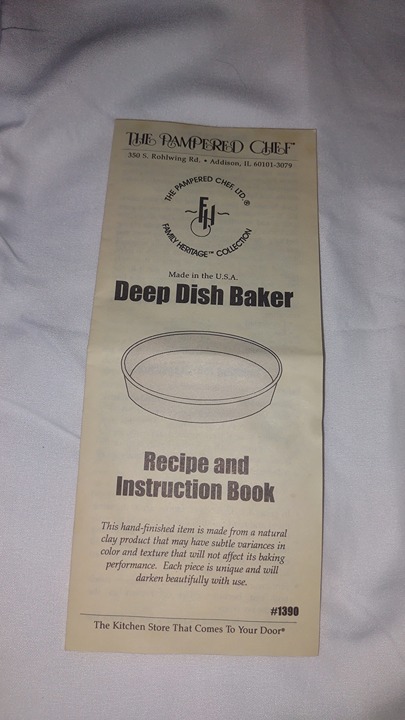 THE PAMPERED CHEF®
350 S. Rohlwing Rd. • Addison, IL 60101-3079
THE PAMPERED CHEF, LTD.®
FH
FAMILY HERITAGE™ COLLECTION
Made in the U.S.A.
Deep Dish Baker
Recipe and
Instruction Book
This hand-finished item is made from a natural
clay product that may have subtle variances in
color and texture that will not affect its baking
performance. Each piece is unique and will
darken beautifully with use.
#1390
The Kitchen Store That Comes To Your Door®